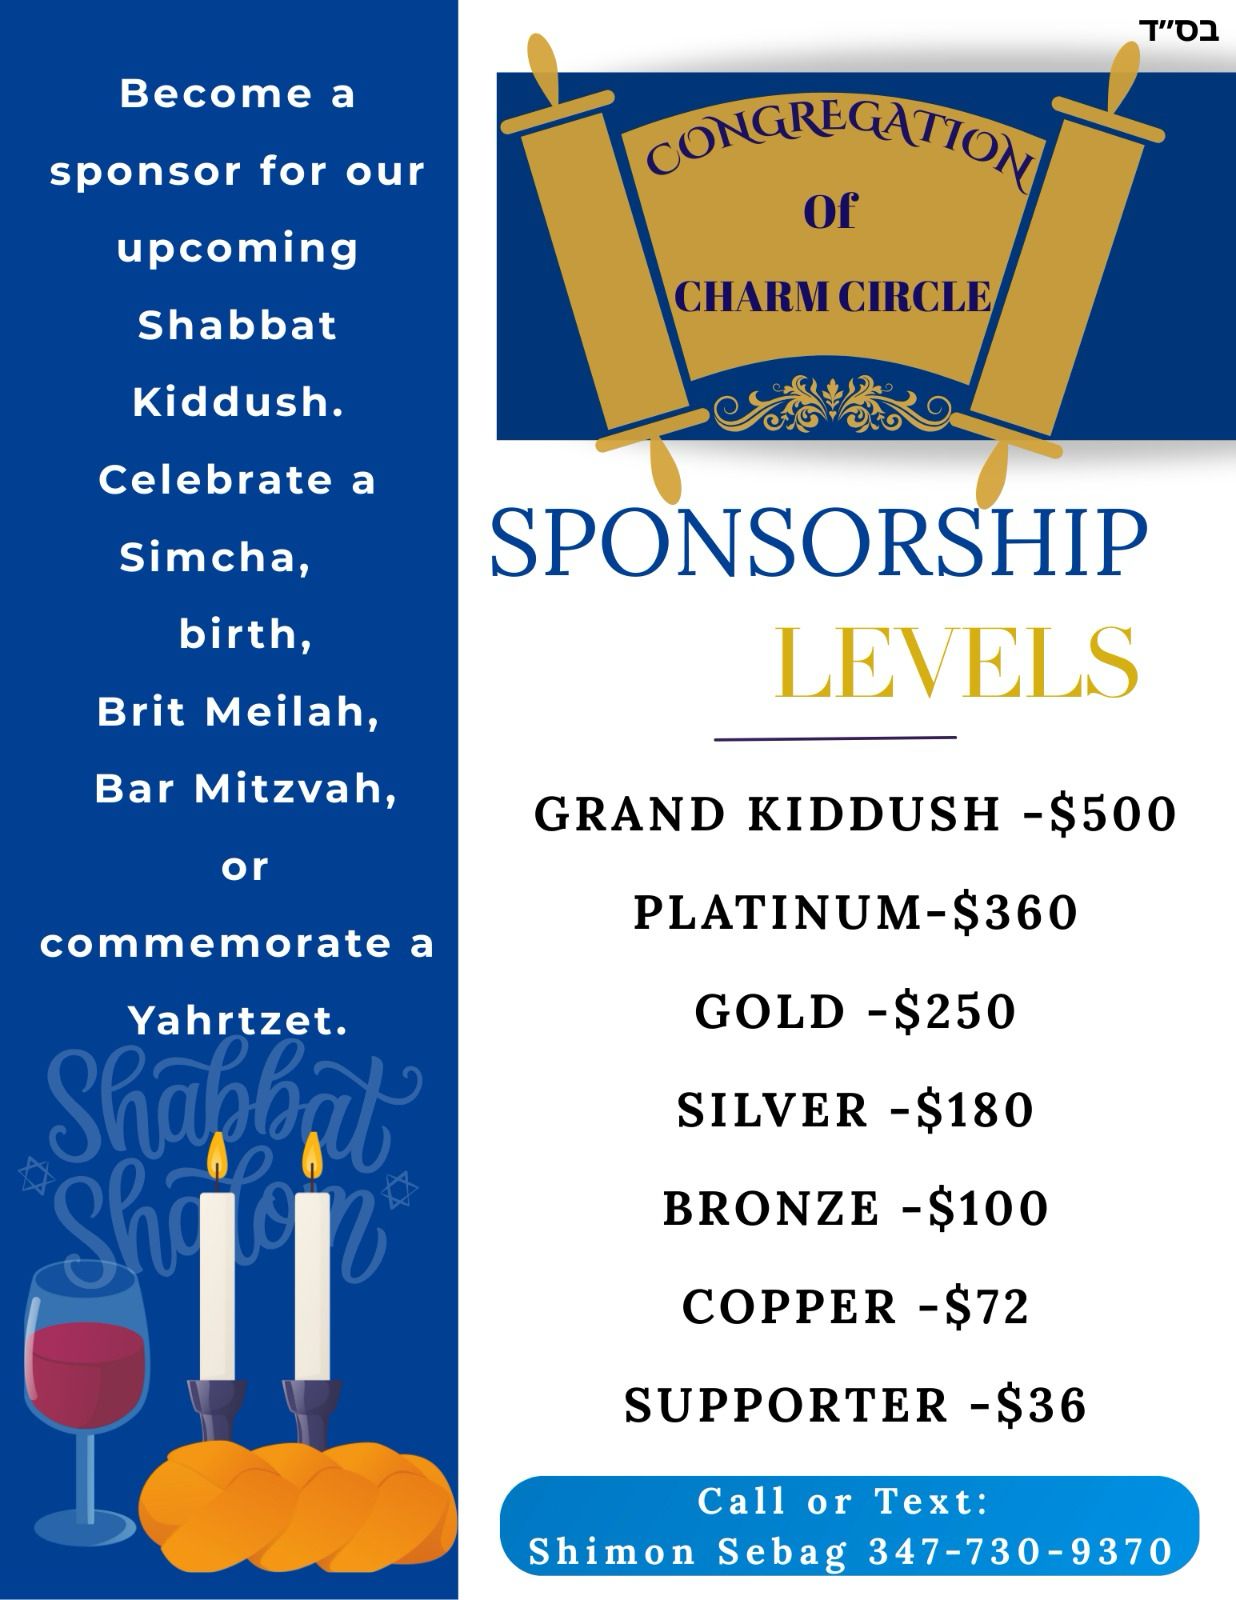 Become a
sponsor for our
upcoming
Shabbat
Kiddush.
Celebrate a
Simcha,
birth,
Brit Meilah,
Bar Mitzvah,
or
commemorate a
Yahrtzet.
Shabbat
Shalom
בס״ד
CONGREGATION
Of
CHARM CIRCLE
SPONSORSHIP
LEVELS
GRAND KIDDUSH -$500
PLATINUM-$360
GOLD -$250
SILVER -$180
BRONZE -$100
COPPER -$72
SUPPORTER -$36
Call or Text:
Shimon Sebag 347-730-9370